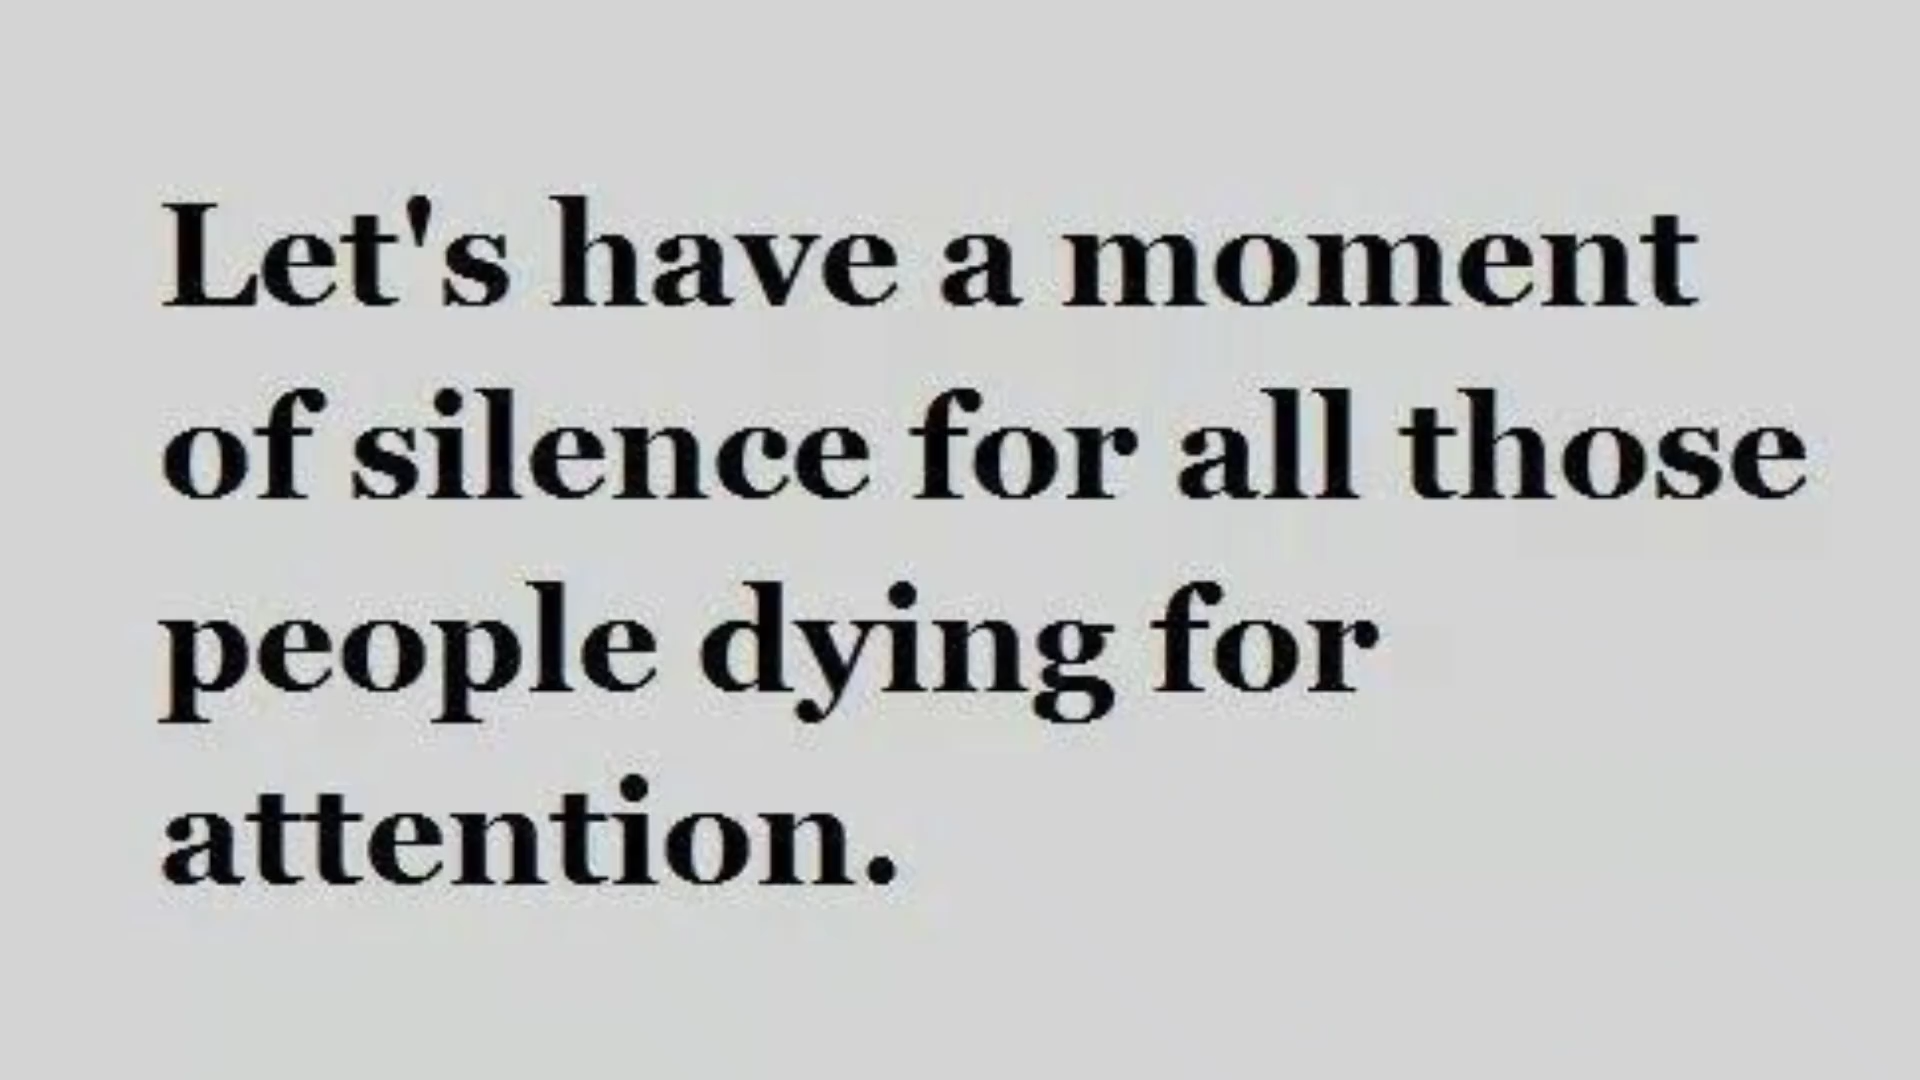 Let's have a moment
of silence for all those
people dying for
attention.